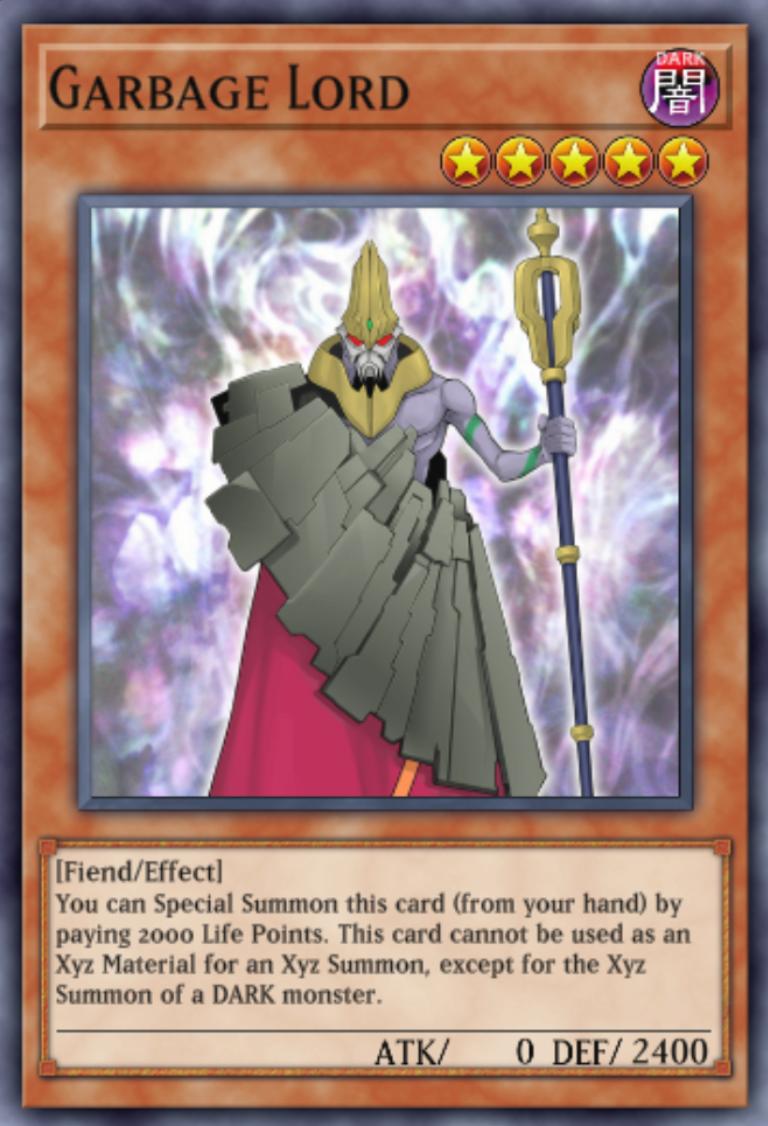 Garbage Lord
DARK
闇
[Fiend/Effect]
You can Special Summon this card (from your hand) by
paying 2000 Life Points. This card cannot be used as an
Xyz Material for an Xyz Summon, except for the Xyz
Summon of a DARK monster.
ATK/ 0 DEF/ 2400